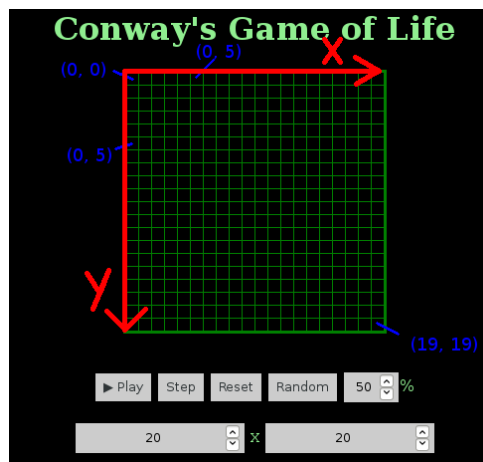 Conway's Game of Life
x
(0, 5)
(0, 0)
(0, 5)
y
(19, 19)
▶ Play Step Reset Random 50 %
20 x 20